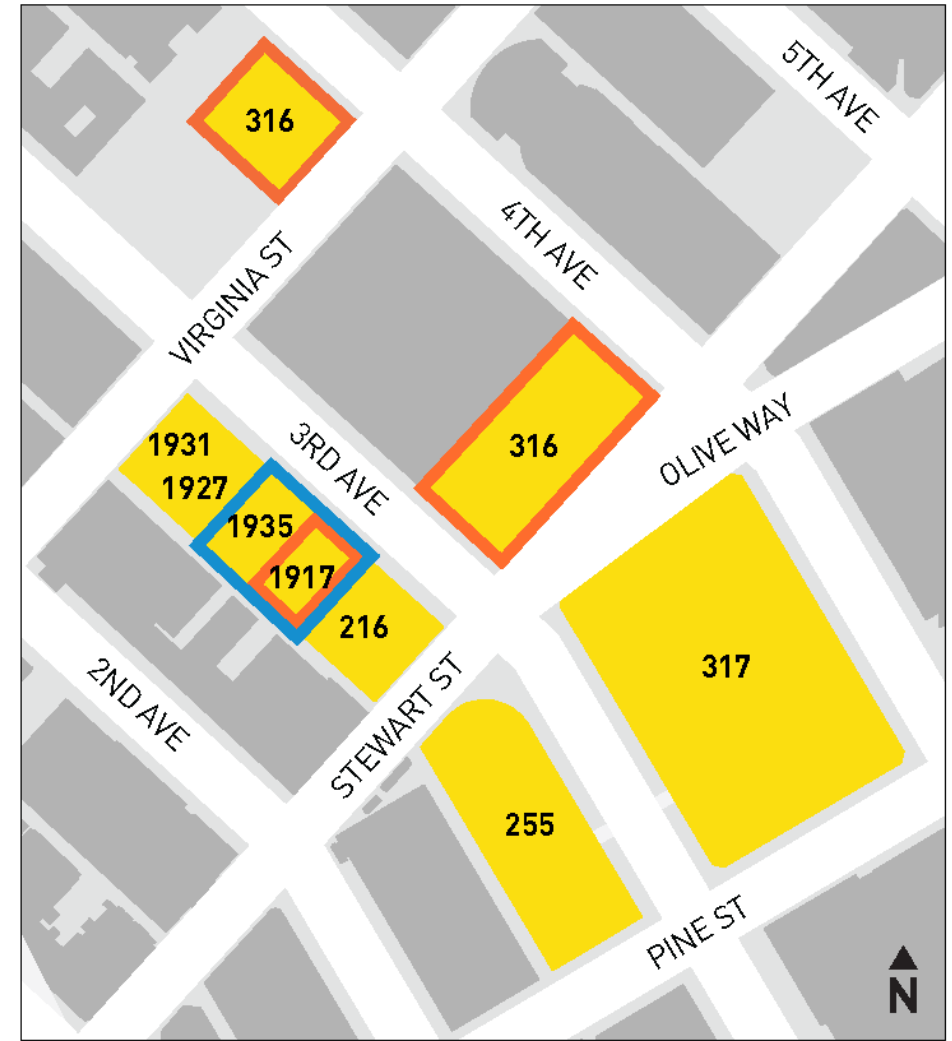 5TH AVE
316
4TH AVE
VIRGINIA ST
OLIVE WAY
316
3RD AVE
1931
1927
1935
1917
216
317
2ND AVE
STEWART ST
255
PINE ST
N